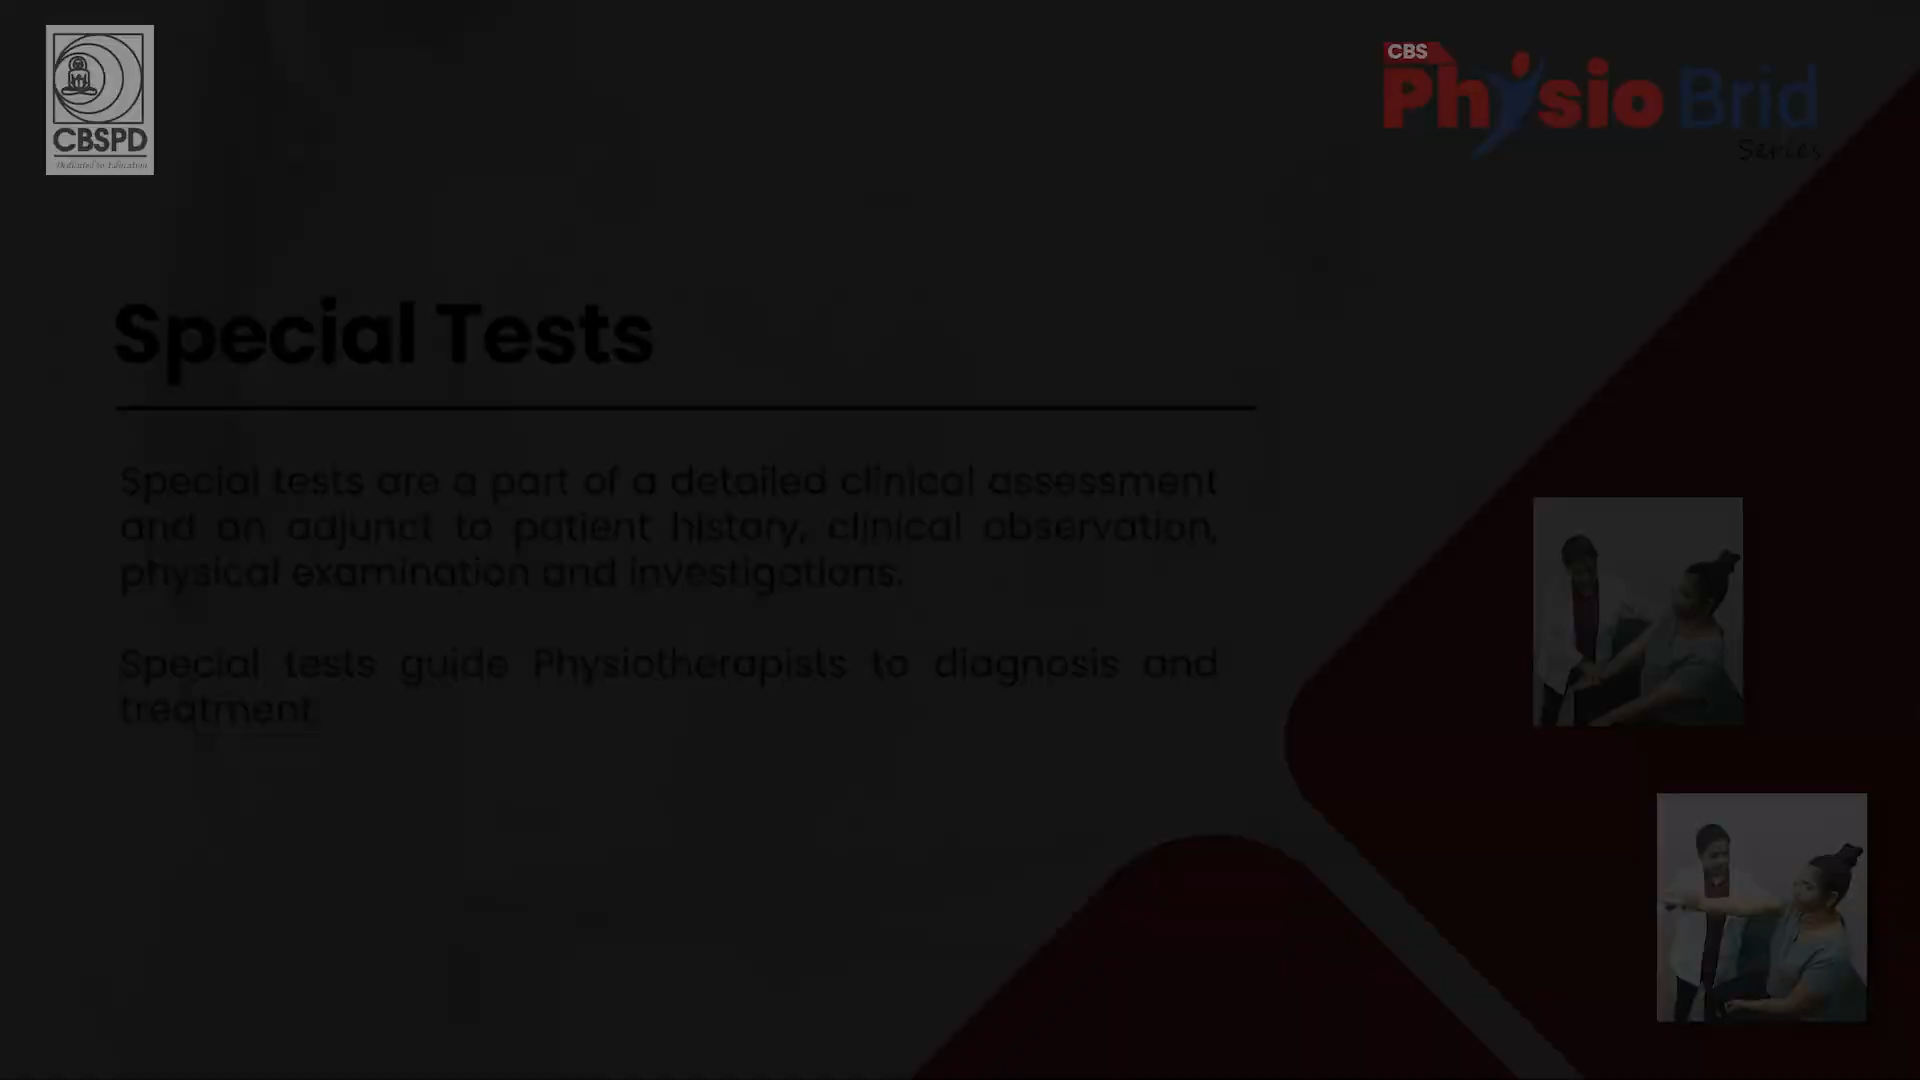 CBSPD
Dedicated to Education
CBS
Physio Brid
Series
Special Tests
Special tests are a part of a detailed clinical assessment
and an adjunct to patient history, clinical observation,
physical examination and investigations.
Special tests guide Physiotherapists to diagnosis and
treatment.